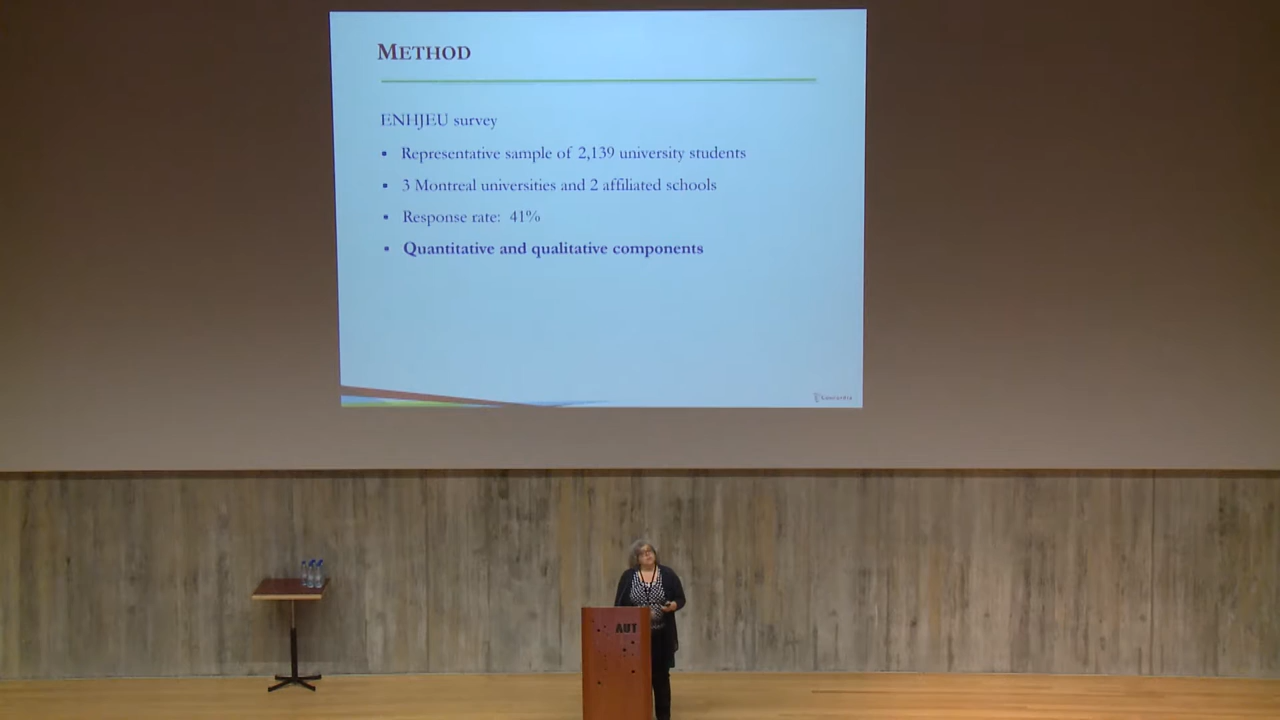 METHOD
ENHJEU survey
▪ Representative sample of 2,139 university students
▪ 3 Montreal universities and 2 affiliated schools
▪ Response rate: 41%
▪ Quantitative and qualitative components
Concordia
AUT